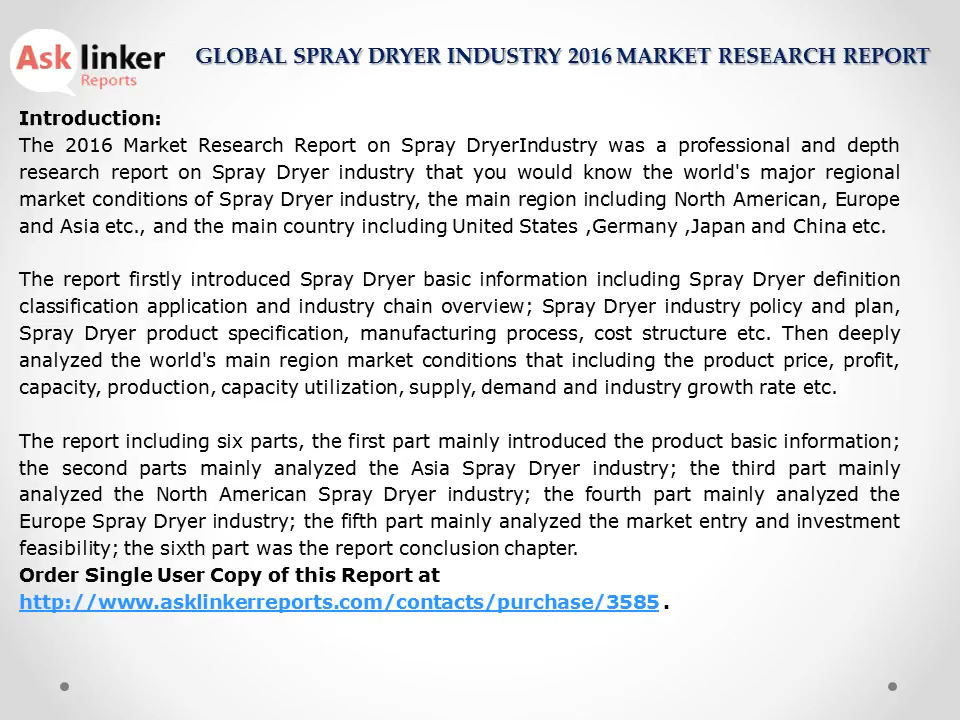 Ask linker
Reports
GLOBAL SPRAY DRYER INDUSTRY 2016 MARKET RESEARCH REPORT
Introduction:
The 2016 Market Research Report on Spray DryerIndustry was a professional and depth
research report on Spray Dryer industry that you would know the world's major regional
market conditions of Spray Dryer industry, the main region including North American, Europe
and Asia etc., and the main country including United States ,Germany ,Japan and China etc.
The report firstly introduced Spray Dryer basic information including Spray Dryer definition
classification application and industry chain overview; Spray Dryer industry policy and plan,
Spray Dryer product specification, manufacturing process, cost structure etc. Then deeply
analyzed the world's main region market conditions that including the product price, profit,
capacity, production, capacity utilization, supply, demand and industry growth rate etc.
The report including six parts, the first part mainly introduced the product basic information;
the second parts mainly analyzed the Asia Spray Dryer industry; the third part mainly
analyzed the North American Spray Dryer industry; the fourth part mainly analyzed the
Europe Spray Dryer industry; the fifth part mainly analyzed the market entry and investment
feasibility; the sixth part was the report conclusion chapter.
Order Single User Copy of this Report at
http://www.asklinkerreports.com/contacts/purchase/3585 .